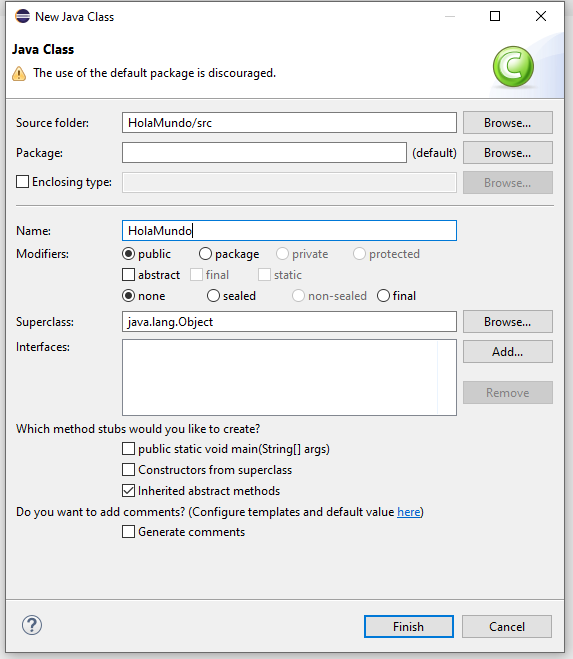 New Java Class
Java Class
The use of the default package is discouraged.
Source folder: HolaMundo/src Browse...
Package: (default) Browse...
Enclosing type: Browse...
Name: HolaMundo
Modifiers: public package private protected
abstract final static
none sealed non-sealed final
Superclass: java.lang.Object Browse...
Interfaces: Add...
Remove
Which method stubs would you like to create?
public static void main(String[] args)
Constructors from superclass
Inherited abstract methods
Do you want to add comments? (Configure templates and default value here)
Generate comments
? Finish Cancel